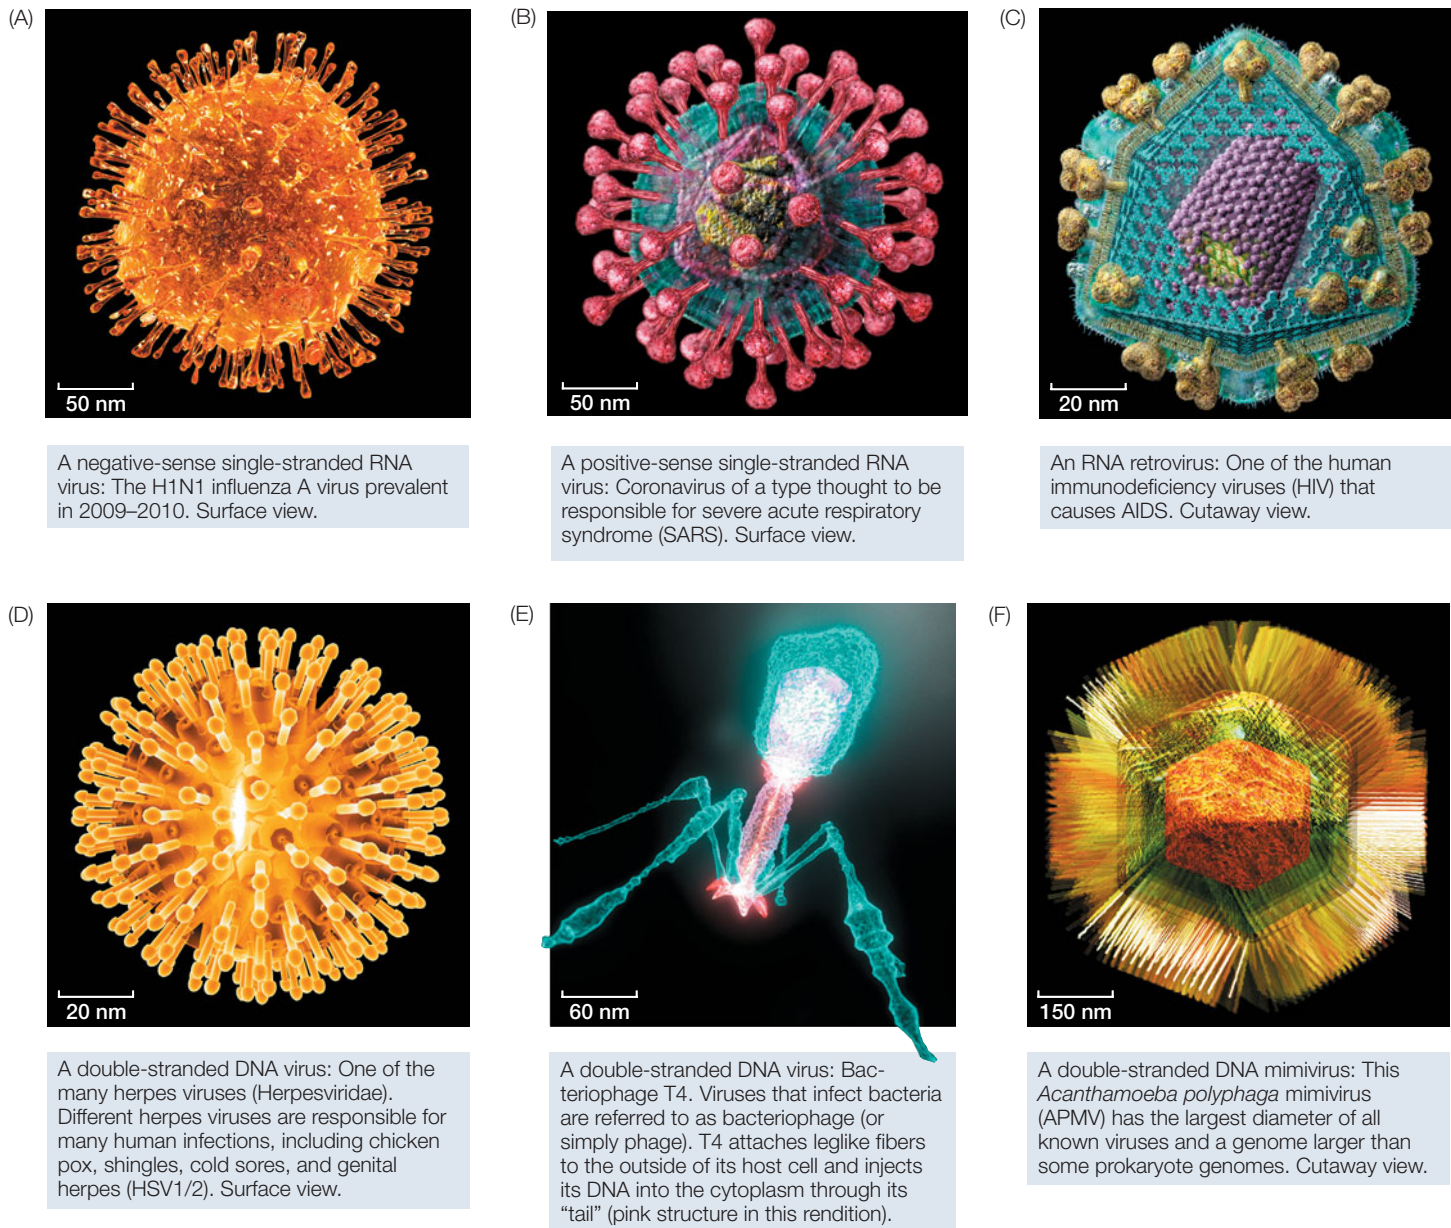 (A)
50 nm
A negative-sense single-stranded RNA
virus: The H1N1 influenza A virus prevalent
in 2009–2010. Surface view.
(B)
50 nm
A positive-sense single-stranded RNA
virus: Coronavirus of a type thought to be
responsible for severe acute respiratory
syndrome (SARS). Surface view.
(C)
20 nm
An RNA retrovirus: One of the human
immunodeficiency viruses (HIV) that
causes AIDS. Cutaway view.
(D)
20 nm
A double-stranded DNA virus: One of the
many herpes viruses (Herpesviridae).
Different herpes viruses are responsible for
many human infections, including chicken
pox, shingles, cold sores, and genital
herpes (HSV1/2). Surface view.
(E)
60 nm
A double-stranded DNA virus: Bac-
teriophage T4. Viruses that infect bacteria
are referred to as bacteriophage (or
simply phage). T4 attaches leglike fibers
to the outside of its host cell and injects
its DNA into the cytoplasm through its
“tail” (pink structure in this rendition).
(F)
150 nm
A double-stranded DNA mimivirus: This
Acanthamoeba polyphaga mimivirus
(APMV) has the largest diameter of all
known viruses and a genome larger than
some prokaryote genomes. Cutaway view.